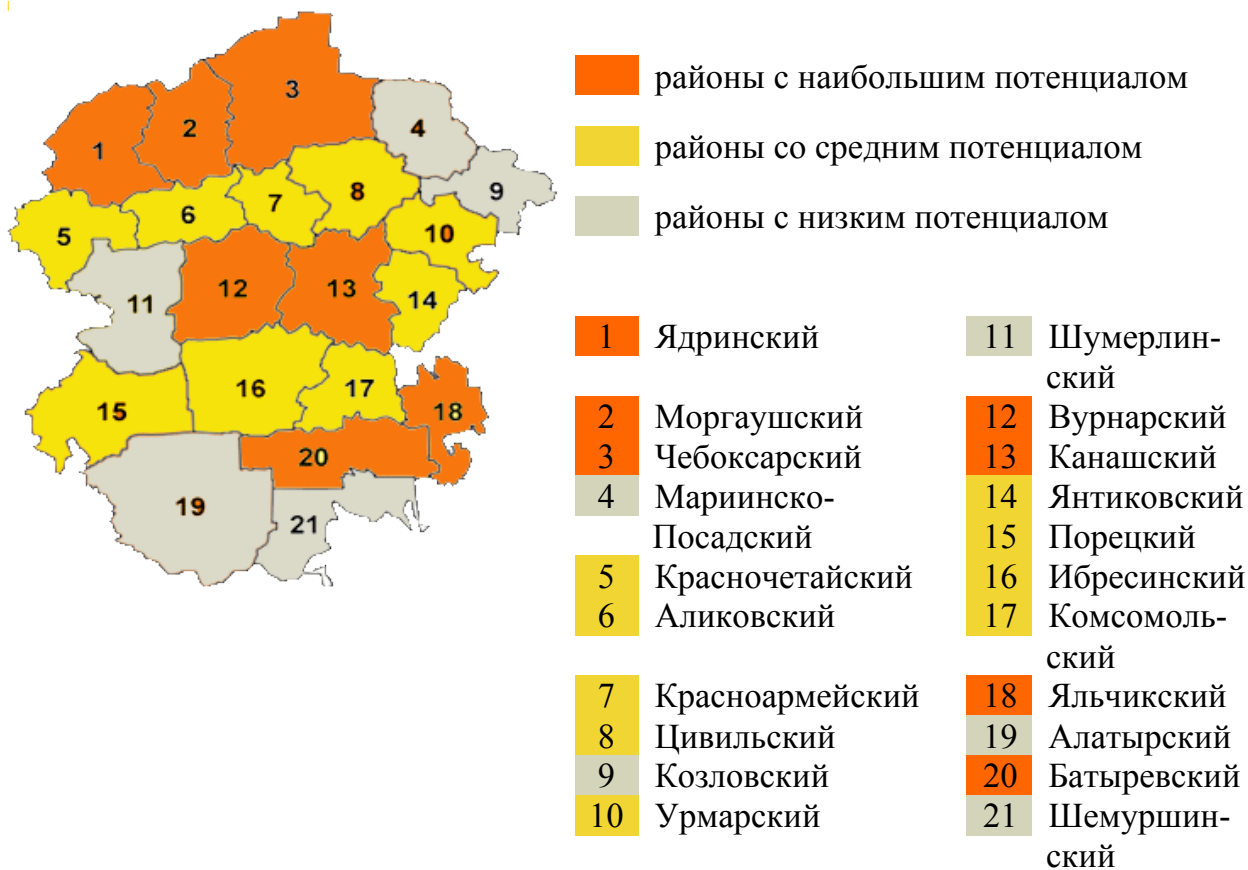 районы с наибольшим потенциалом
районы со средним потенциалом
районы с низким потенциалом
3
2
4
1
9
8
7
6
5
10
12
13
11
14
16
17
15
18
20
19
21
1 Ядринский
2 Моргаушский
3 Чебоксарский
4 Мариинско-
Посадский
5 Красночетайский
6 Аликовский
7 Красноармейский
8 Цивильский
9 Козловский
10 Урмарский
11 Шумерлин-
ский
12 Вурнарский
13 Канашский
14 Янтиковский
15 Порецкий
16 Ибресинский
17 Комсомоль-
ский
18 Яльчикский
19 Алатырский
20 Батыревский
21 Шемуршин-
ский